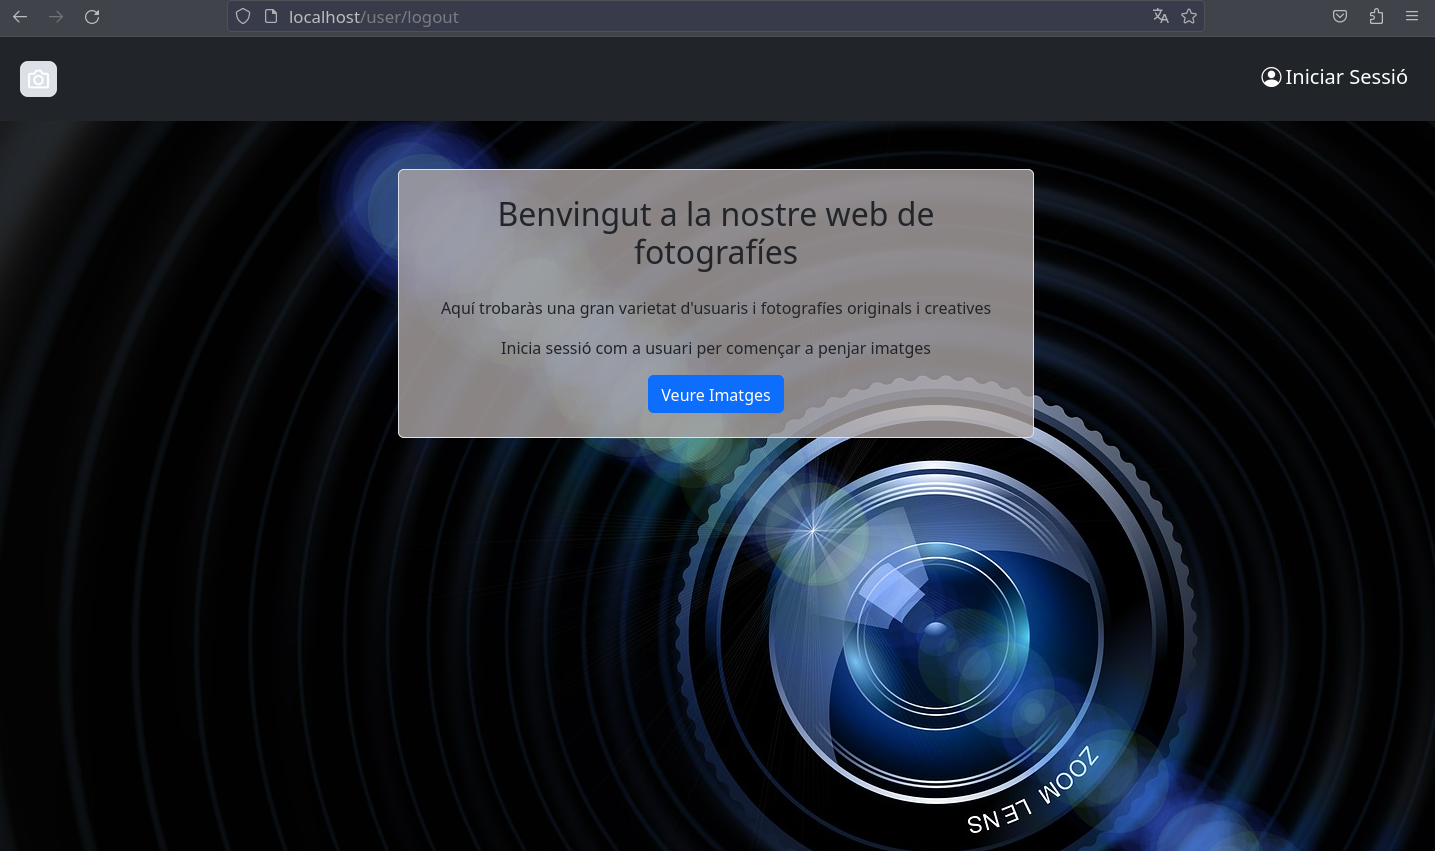 localhost/user/logout
Iniciar Sessió
Benvingut a la nostre web de
fotografíes
Aquí trobaràs una gran varietat d'usuaris i fotografíes originals i creatives
Inicia sessió com a usuari per començar a penjar imatges
Veure Imatges
ZOOM LENS